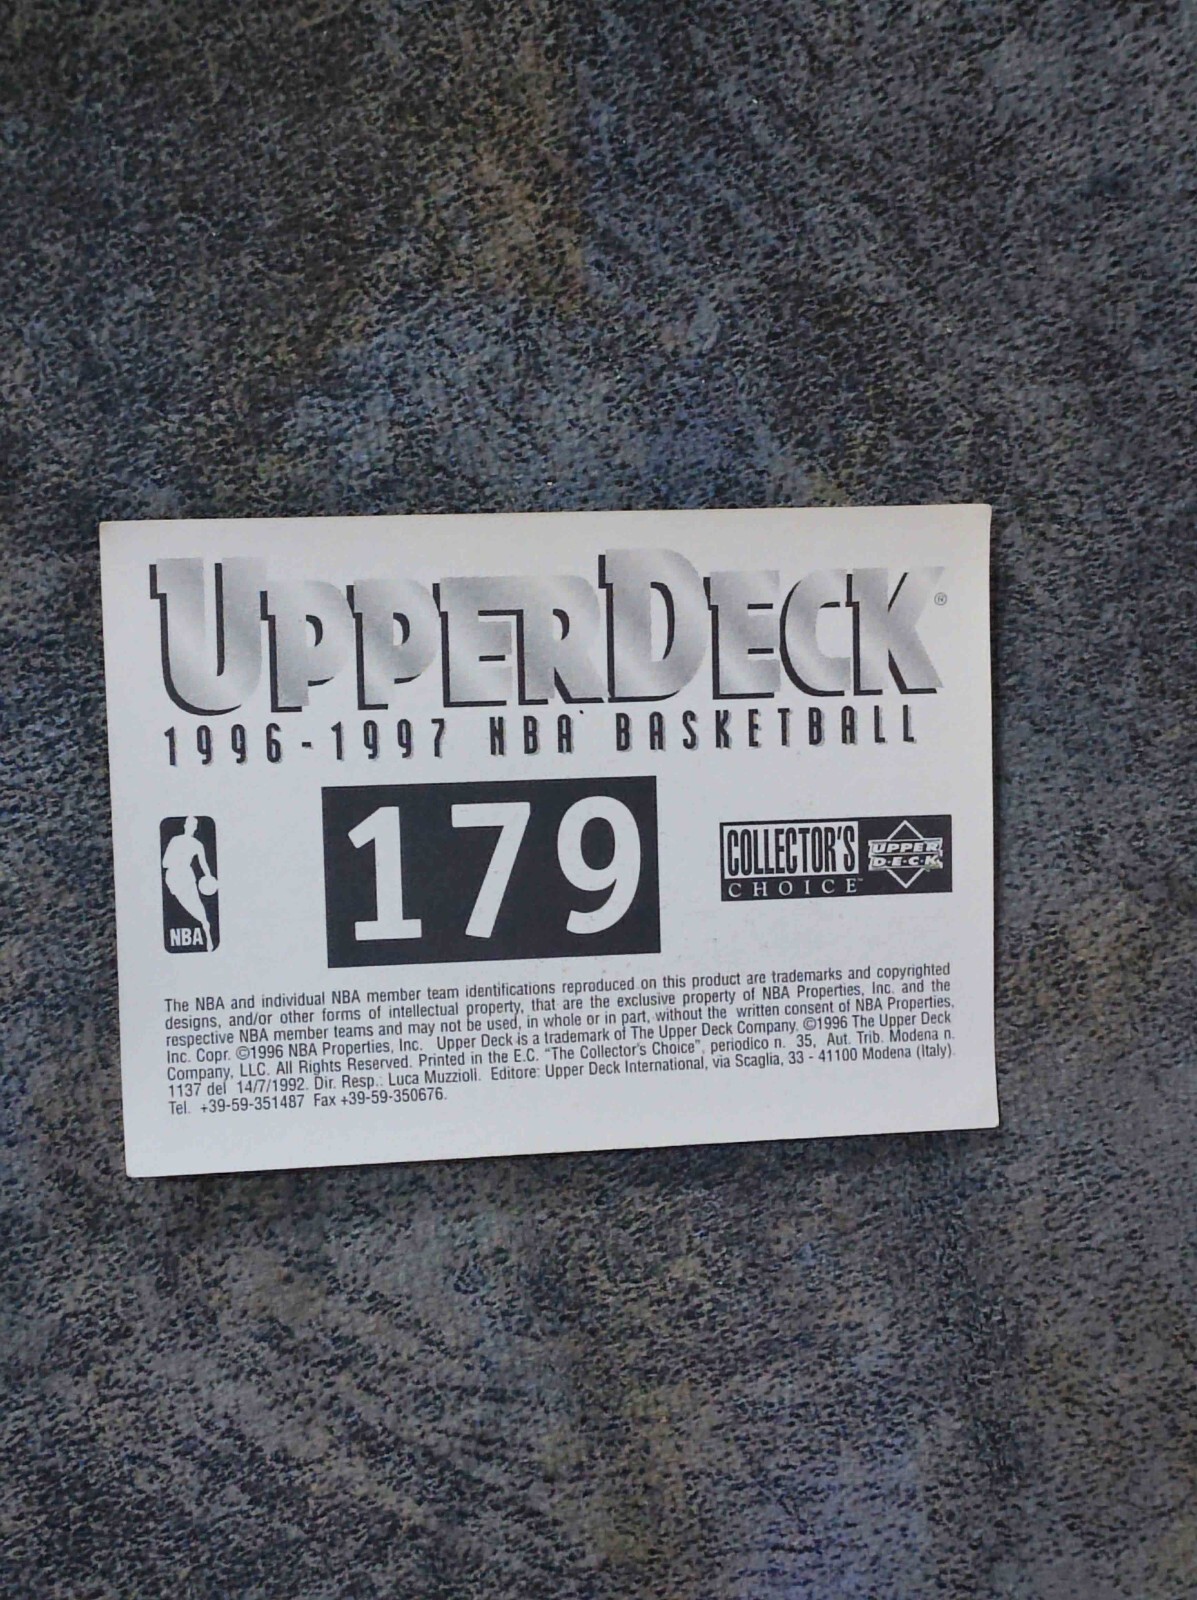 UPPER DECK ®
1996-1997 NBA BASKETBALL
179
NBA
COLLECTOR'S
CHOICE™
UPPER
D·E·C·K
The NBA and individual NBA member team identifications reproduced on this product are trademarks and copyrighted
designs, and/or other forms of intellectual property, that are the exclusive property of NBA Properties, Inc. and the
respective NBA member teams and may not be used, in whole or in part, without the written consent of NBA Properties,
Inc. Copr. ©1996 NBA Properties, Inc. Upper Deck is a trademark of The Upper Deck Company. ©1996 The Upper Deck
Company, LLC. All Rights Reserved. Printed in the E.C. "The Collector's Choice", periodico n. 35, Aut. Trib. Modena n.
1137 del 14/7/1992. Dir. Resp.: Luca Muzzioli. Editore: Upper Deck International, via Scaglia, 33 - 41100 Modena (Italy).
Tel. +39-59-351487 Fax +39-59-350676.